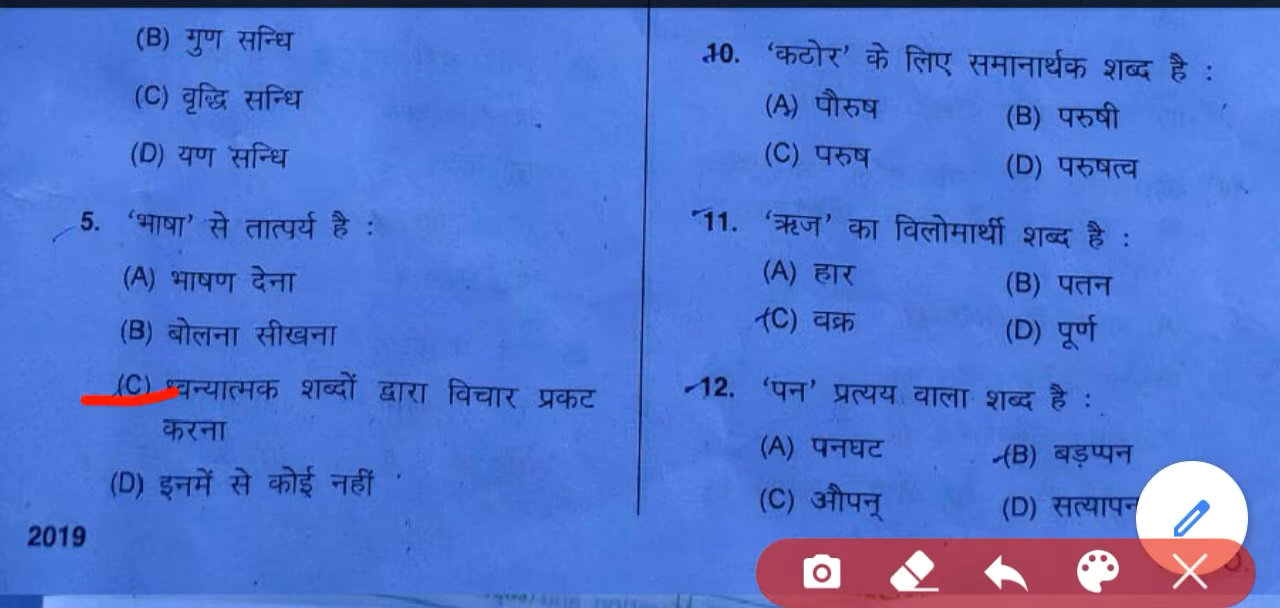 (B) गुण सन्धि
(C) वृद्धि सन्धि
(D) यण सन्धि
5. 'भाषा' से तात्पर्य है :
(A) भाषण देना
(B) बोलना सीखना
(C) ध्वन्यात्मक शब्दों द्वारा विचार प्रकट
करना
(D) इनमें से कोई नहीं
2019
10. 'कठोर' के लिए समानार्थक शब्द है :
(A) पौरुष (B) परुषी
(C) परुष (D) परुषत्व
11. 'ऋज' का विलोमार्थी शब्द है :
(A) हार (B) पतन
(C) वक्र (D) पूर्ण
12. 'पन' प्रत्यय वाला शब्द है :
(A) पनघट (B) बड़प्पन
(C) औपन् (D) सत्यापन